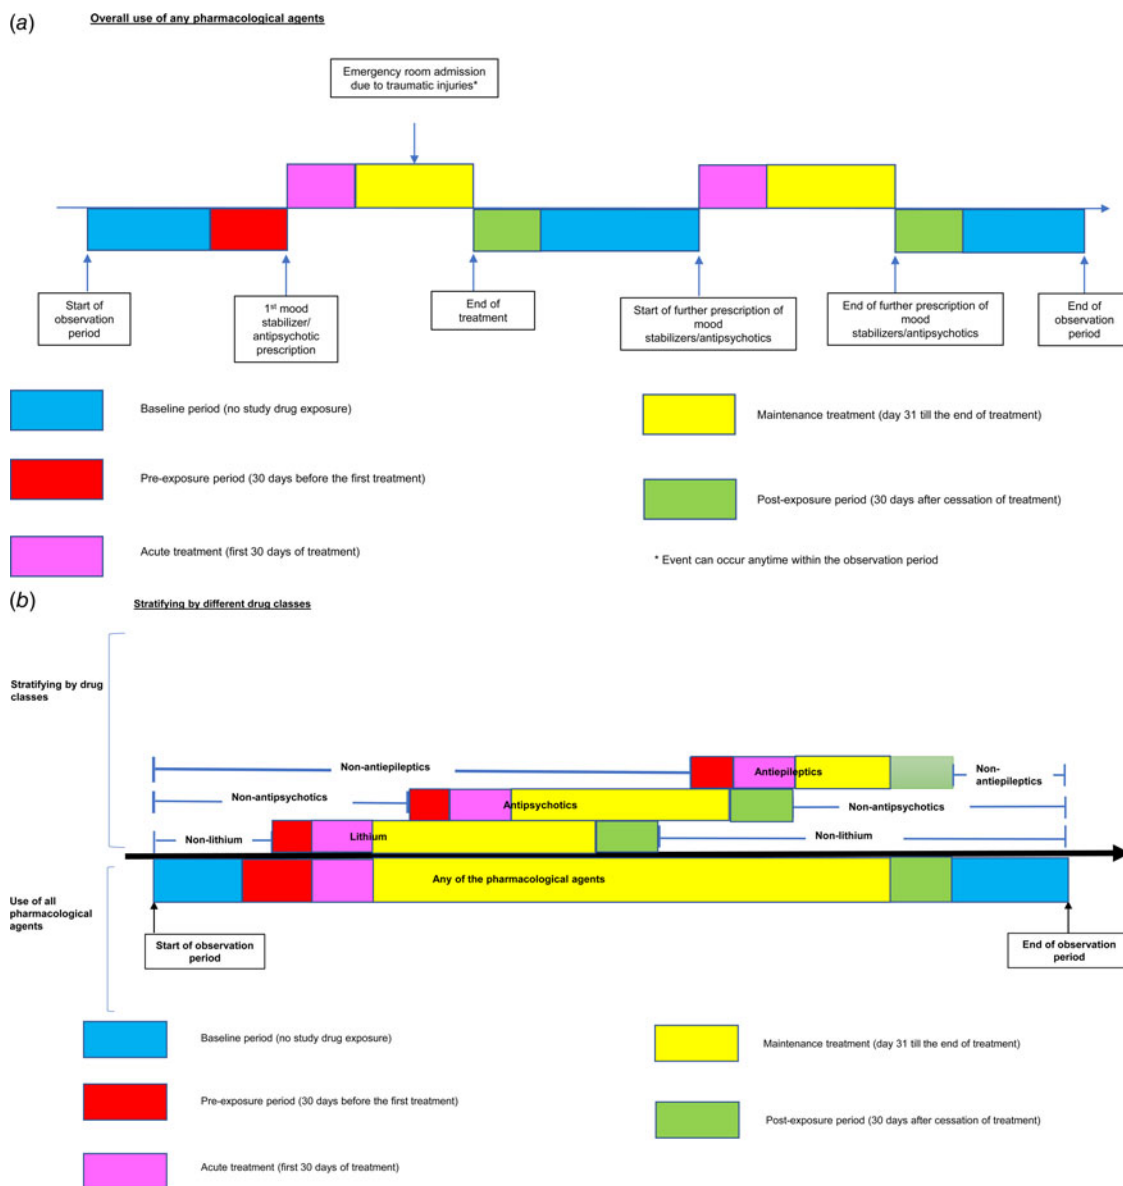 (a)
Overall use of any pharmacological agents
Emergency room admission
due to traumatic injuries*
Start of
observation
period
1st mood
stabilizer/
antipsychotic
prescription
End of
treatment
Start of further prescription of
mood
stabilizers/antipsychotics
End of further prescription of
mood
stabilizers/antipsychotics
End of
observation
period
Baseline period (no study drug exposure)
Maintenance treatment (day 31 till the end of treatment)
Pre-exposure period (30 days before the first treatment)
Post-exposure period (30 days after cessation of treatment)
Acute treatment (first 30 days of treatment)
* Event can occur anytime within the observation period
(b)
Stratifying by different drug classes
Stratifying by drug
classes
Non-antiepileptics
Antiepileptics
Non-
antiepileptics
Non-antipsychotics
Antipsychotics
Non-antipsychotics
Non-lithium
Lithium
Non-lithium
Use of all
pharmacological
agents
Any of the pharmacological agents
Start of observation
period
End of observation
period
Baseline period (no study drug exposure)
Maintenance treatment (day 31 till the end of treatment)
Pre-exposure period (30 days before the first treatment)
Post-exposure period (30 days after cessation of treatment)
Acute treatment (first 30 days of treatment)